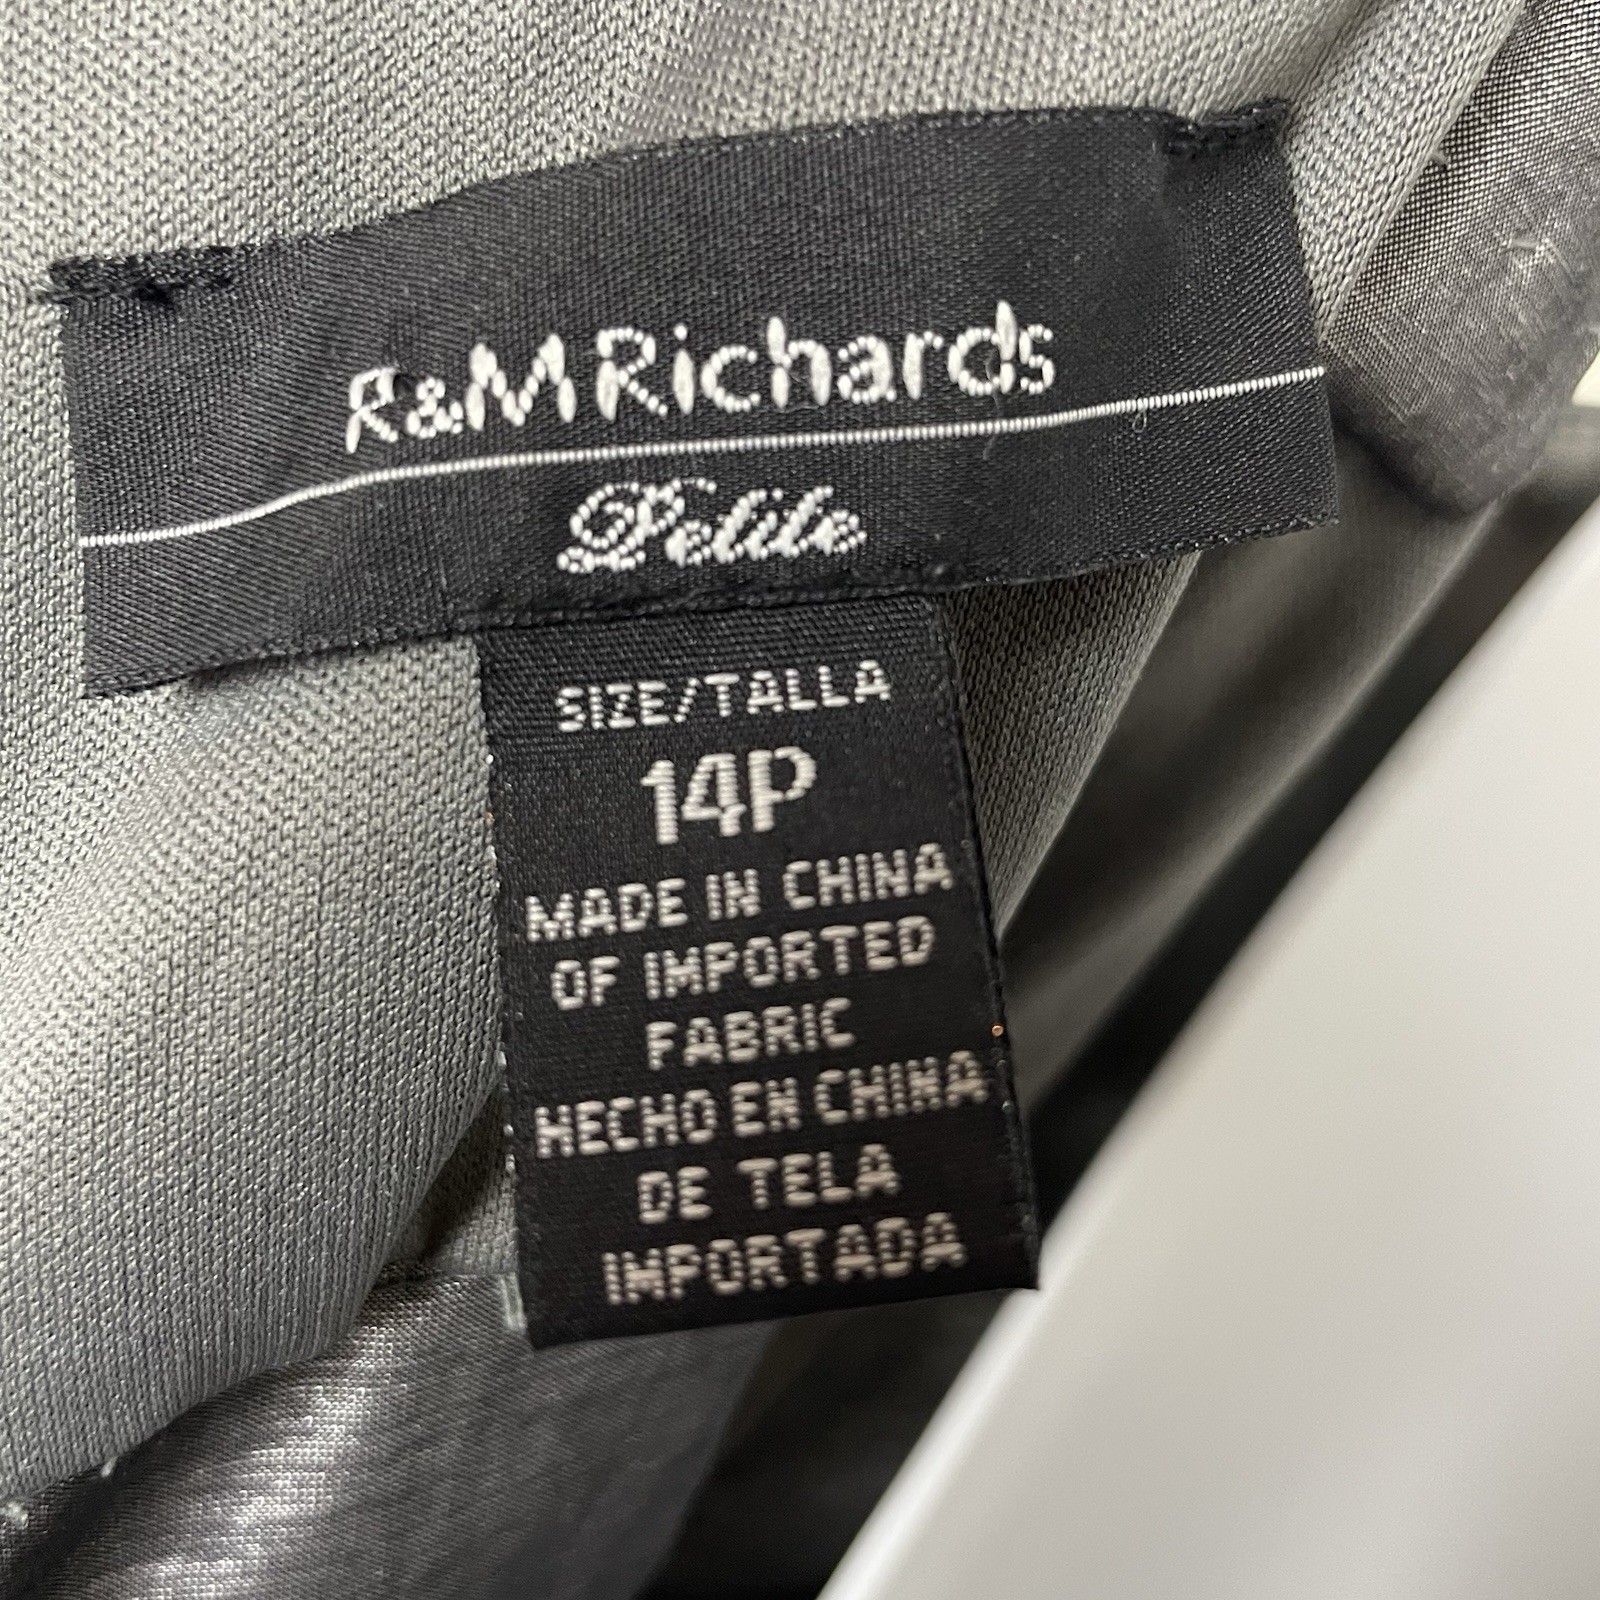 R&M Richards
Petite
SIZE/TALLA
14P
MADE IN CHINA
OF IMPORTED
FABRIC
HECHO EN CHINA
DE TELA
IMPORTADA